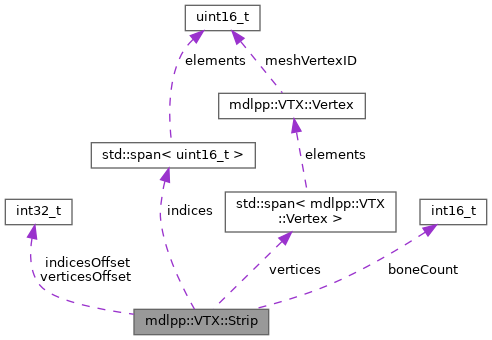 uint16_t
elements
meshVertexID
mdlpp::VTX::Vertex
std::span< uint16_t >
elements
int32_t
indices
std::span< mdlpp::VTX
::Vertex >
int16_t
indicesOffset
verticesOffset
vertices
boneCount
mdlpp::VTX::Strip